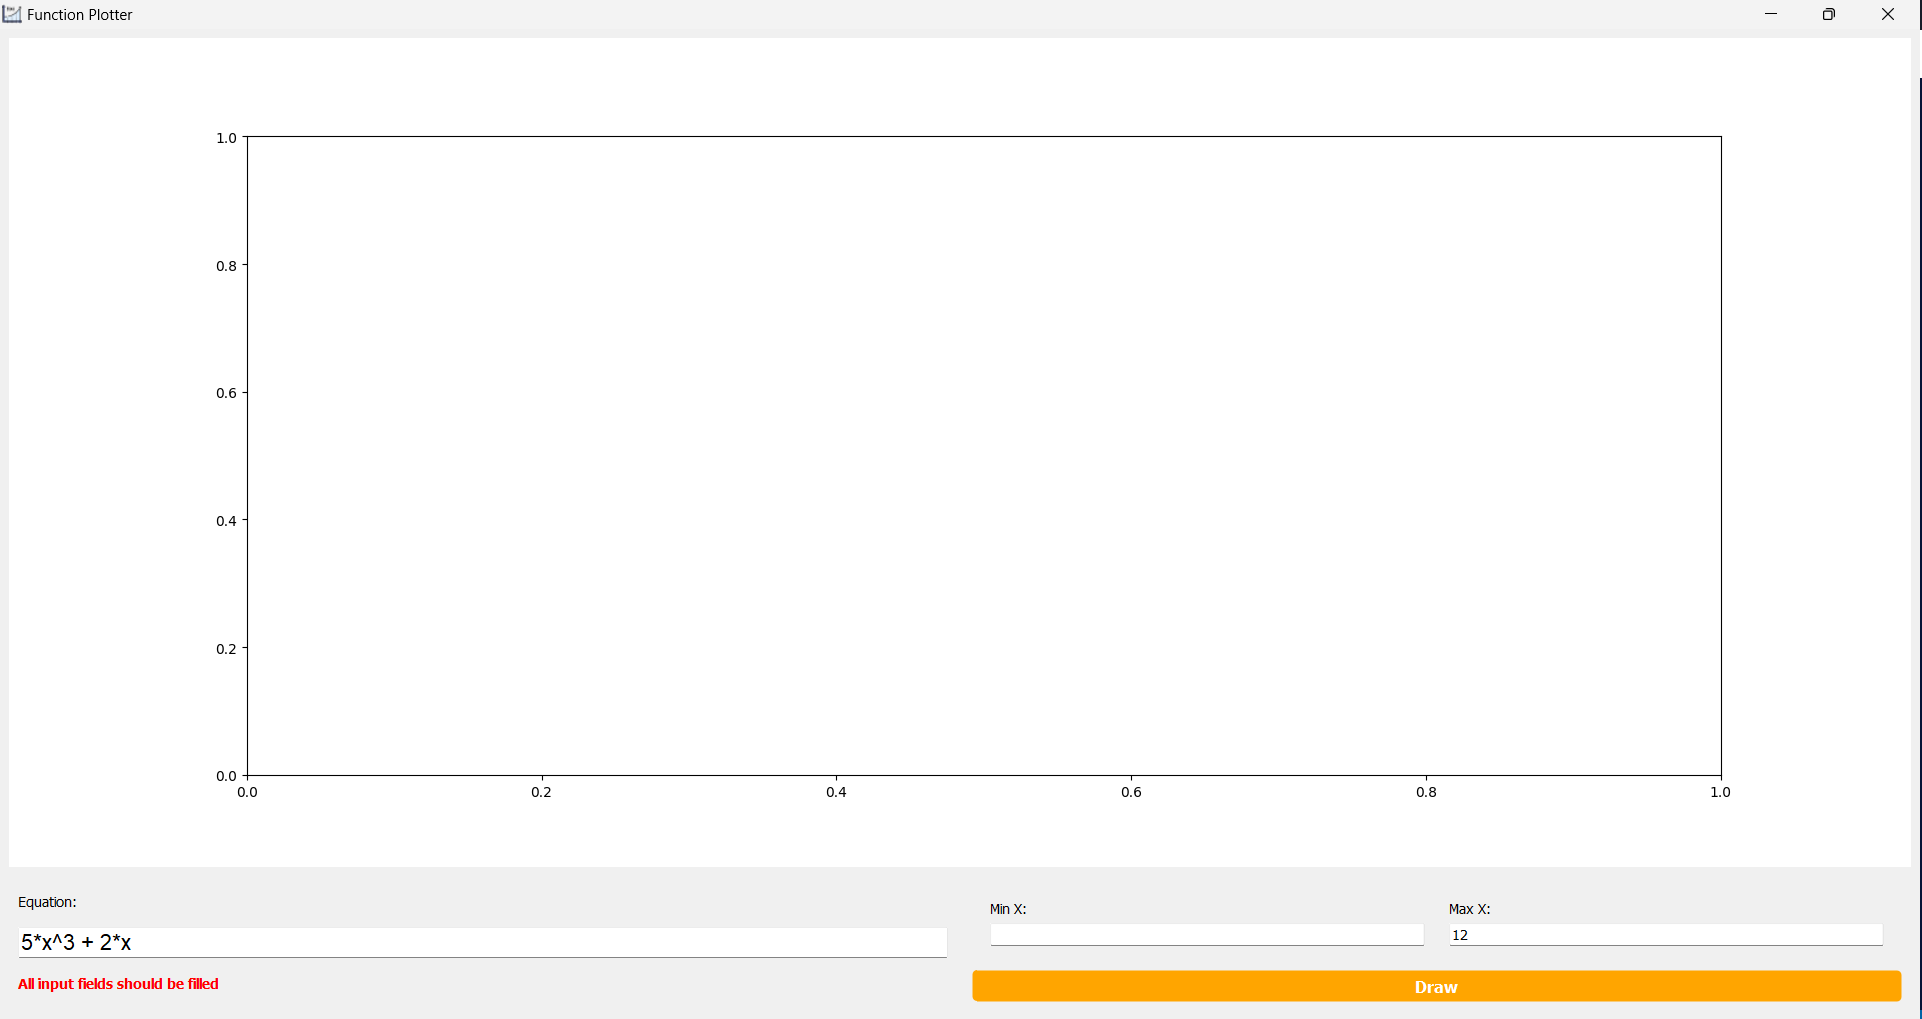 Function Plotter
1.0
0.8
0.6
0.4
0.2
0.0
0.0 0.2 0.4 0.6 0.8 1.0
Equation:
Min X:
Max X:
5*x^3 + 2*x
12
All input fields should be filled
Draw